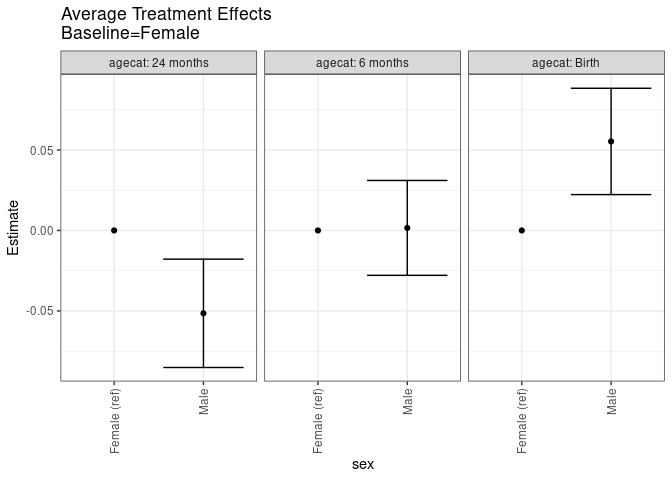 Average Treatment Effects
Baseline=Female
agecat: 24 months
agecat: 6 months
agecat: Birth
Estimate
0.05
0.00
-0.05
Female (ref)
Male
Female (ref)
Male
Female (ref)
Male
sex